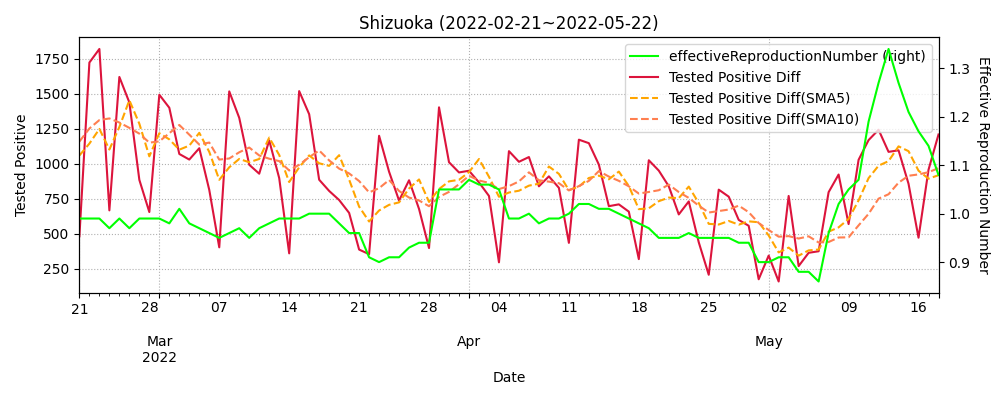 Shizuoka (2022-02-21~2022-05-22)
effectiveReproductionNumber (right)
Tested Positive Diff
Tested Positive Diff(SMA5)
Tested Positive Diff(SMA10)
Tested Positive
1750
1500
1250
1000
750
500
250
Effective Reproduction Number
1.3
1.2
1.1
1.0
0.9
21 28 07 14 21 28 04 11 18 25 02 09 16
Mar Apr May
2022
Date